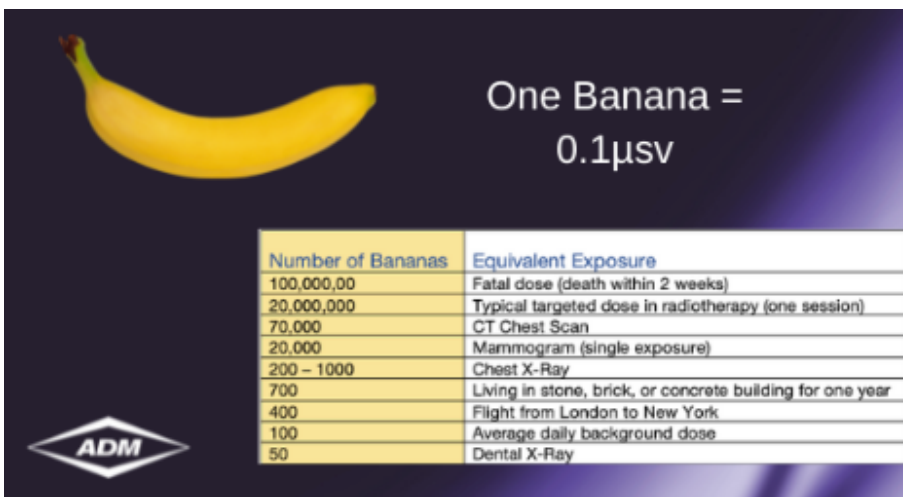 One Banana =
0.1µsv
Number of Bananas Equivalent Exposure
100,000,00 Fatal dose (death within 2 weeks)
20,000,000 Typical targeted dose in radiotherapy (one session)
70,000 CT Chest Scan
20,000 Mammogram (single exposure)
200 – 1000 Chest X-Ray
700 Living in stone, brick, or concrete building for one year
400 Flight from London to New York
100 Average daily background dose
50 Dental X-Ray
ADM